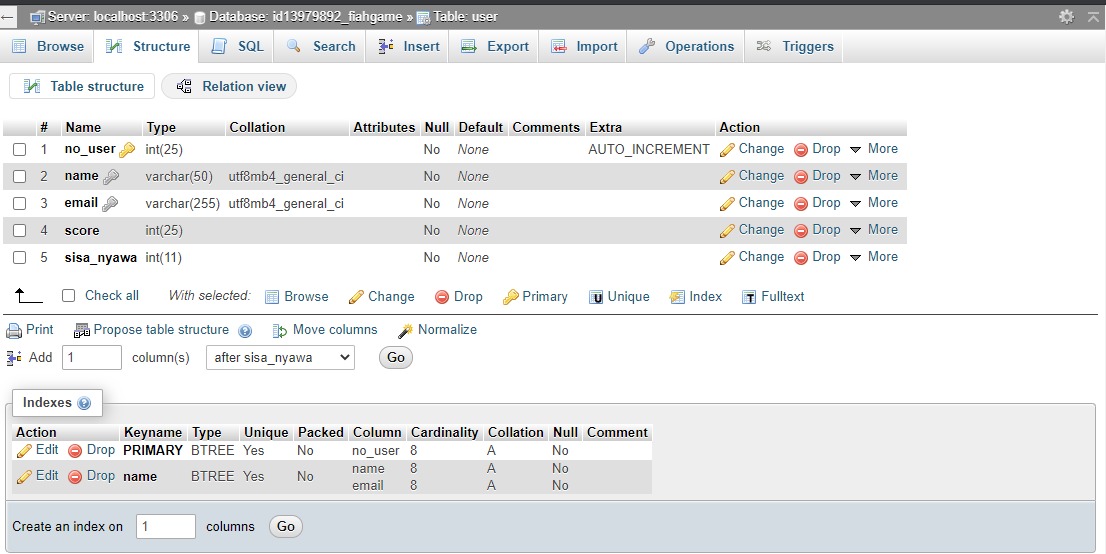 Server: localhost:3306 » Database: id13979892_fiahgame » Table: user
Browse Structure SQL Search Insert Export Import Operations Triggers
Table structure Relation view
# Name Type Collation Attributes Null Default Comments Extra Action
1 no_user int(25) No None AUTO_INCREMENT Change Drop More
2 name varchar(50) utf8mb4_general_ci No None Change Drop More
3 email varchar(255) utf8mb4_general_ci No None Change Drop More
4 score int(25) No None Change Drop More
5 sisa_nyawa int(11) No None Change Drop More
Check all With selected: Browse Change Drop Primary Unique Index Fulltext
Print Propose table structure Move columns Normalize
Add 1 column(s) after sisa_nyawa Go
Indexes
Action Keyname Type Unique Packed Column Cardinality Collation Null Comment
Edit Drop PRIMARY BTREE Yes No no_user 8 A No
Edit Drop name BTREE Yes No name 8 A No
email 8 A No
Create an index on 1 columns Go